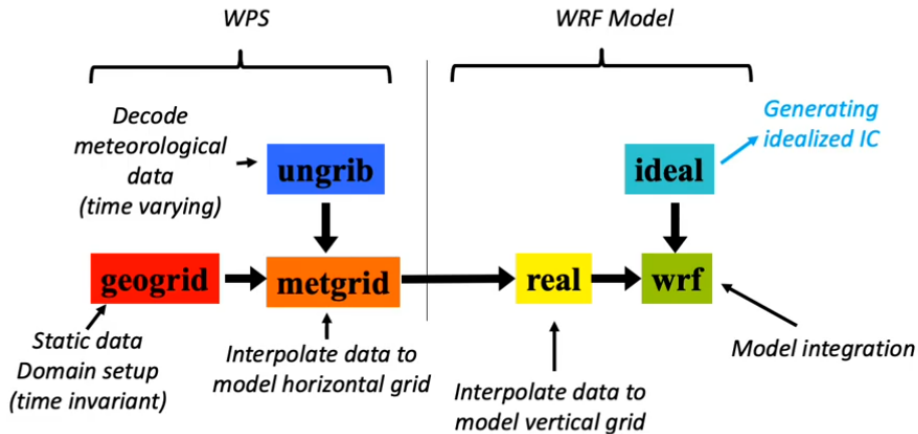 WPS
WRF Model
Decode
meteorological
data
(time varying)
ungrib
Generating
idealized IC
ideal
geogrid
metgrid
real
wrf
Static data
Domain setup
(time invariant)
Interpolate data to
model horizontal grid
Interpolate data to
model vertical grid
Model integration